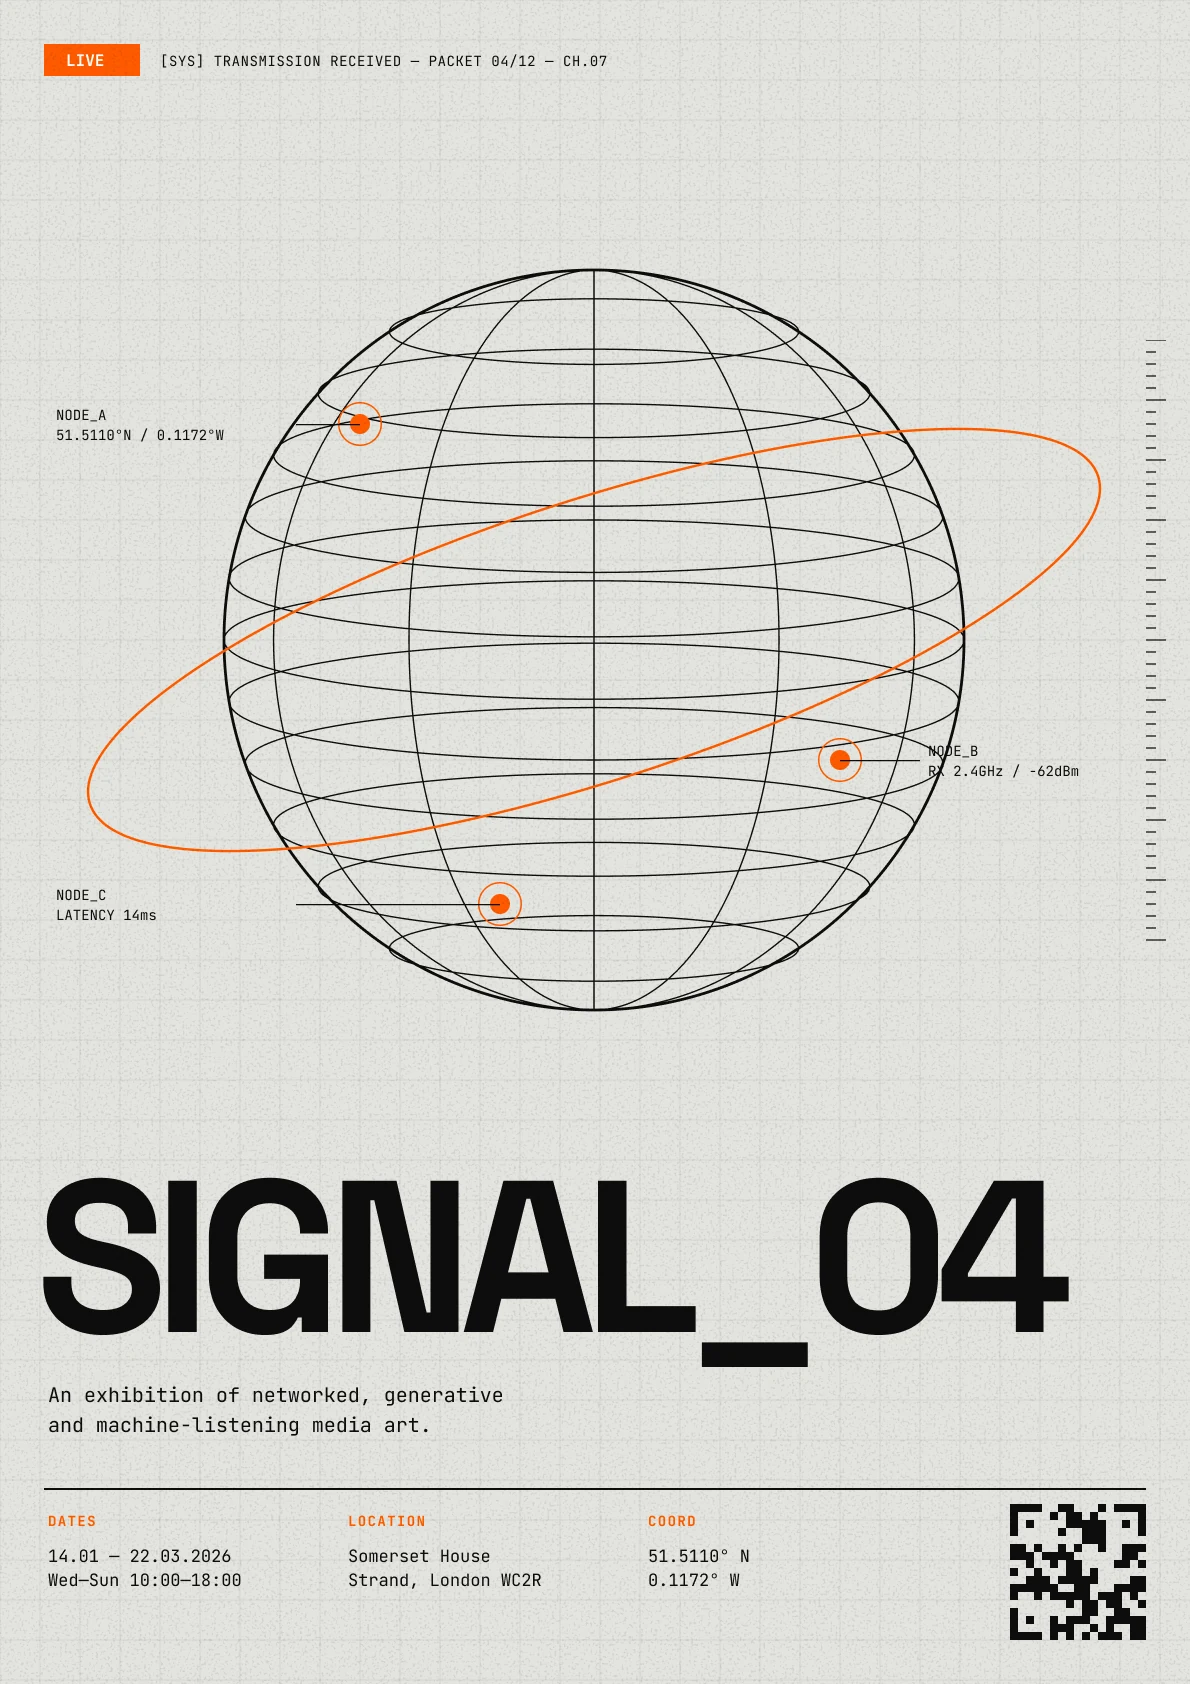 LIVE
[SYS] TRANSMISSION RECEIVED — PACKET 04/12 — CH.07
NODE_A
51.5110°N / 0.1172°W
NODE_B
RX 2.4GHz / -62dBm
NODE_C
LATENCY 14ms
SIGNAL_04
An exhibition of networked, generative
and machine-listening media art.
DATES
14.01 — 22.03.2026
Wed—Sun 10:00—18:00
LOCATION
Somerset House
Strand, London WC2R
COORD
51.5110° N
0.1172° W